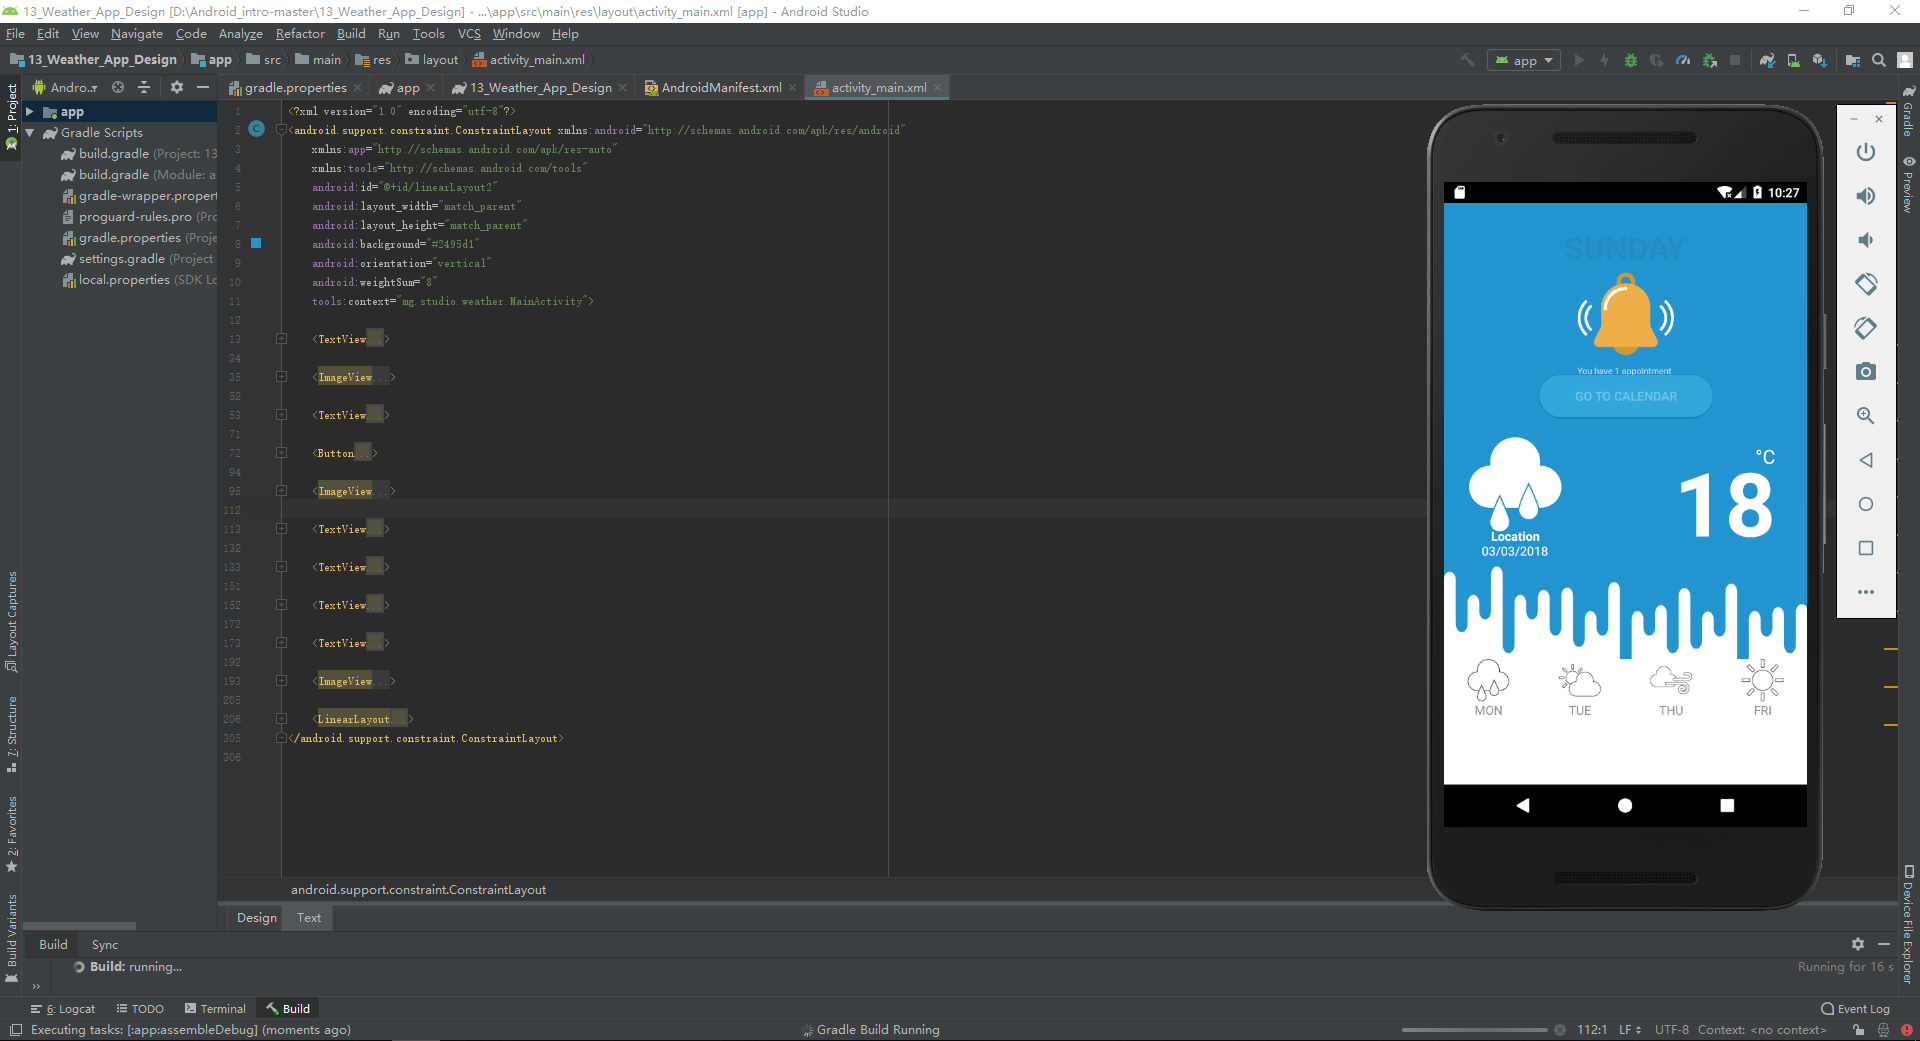 13_Weather_App_Design [D:\Android_intro-master\13_Weather_App_Design] - ...\app\src\main\res\layout\activity_main.xml [app] - Android Studio
File Edit View Navigate Code Analyze Refactor Build Run Tools VCS Window Help
13_Weather_App_Design app src main res layout activity_main.xml
app
Andro..
gradle.properties app 13_Weather_App_Design AndroidManifest.xml activity_main.xml
1: Project
Layout Captures
7: Structure
2: Favorites
Build Variants
app
Gradle Scripts
build.gradle (Project: 13
build.gradle (Module: a
gradle-wrapper.propert
proguard-rules.pro (Pro
gradle.properties (Proje
settings.gradle (Project
local.properties (SDK Lo
1 <?xml version="1.0" encoding="utf-8"?>
2 <android.support.constraint.ConstraintLayout xmlns:android="http://schemas.android.com/apk/res/android"
3 xmlns:app="http://schemas.android.com/apk/res-auto"
4 xmlns:tools="http://schemas.android.com/tools"
5 android:id="@+id/linearLayout2"
6 android:layout_width="match_parent"
7 android:layout_height="match_parent"
8 android:background="#2495d1"
9 android:orientation="vertical"
10 android:weightSum="8"
11 tools:context="mg.studio.weather.MainActivity">
12
13 <TextView...>
34
35 <ImageView...>
52
53 <TextView...>
71
72 <Button...>
94
95 <ImageView...>
112
113 <TextView...>
132
133 <TextView...>
151
152 <TextView...>
172
173 <TextView...>
192
193 <ImageView...>
205
206 <LinearLayout...>
305 </android.support.constraint.ConstraintLayout>
306
android.support.constraint.ConstraintLayout
Design Text
10:27
SUNDAY
You have 1 appointment
GO TO CALENDAR
°C
18
Location
03/03/2018
MON TUE THU FRI
Gradle
Preview
Device File Explorer
Build Sync
Build: running...
Running for 16 s
6: Logcat TODO Terminal Build
Event Log
Executing tasks: [:app:assembleDebug] (moments ago)
Gradle Build Running
112:1 LF UTF-8 Context: <no context>